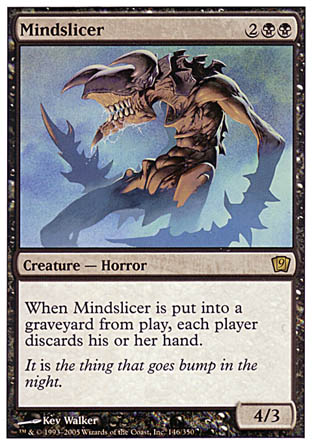 Mindslicer 2
Creature — Horror 9
When Mindslicer is put into a
graveyard from play, each player
discards his or her hand.
It is the thing that goes bump in the
night.
Kev Walker
™ & © 1993–2005 Wizards of the Coast, Inc. 146/350
4/3